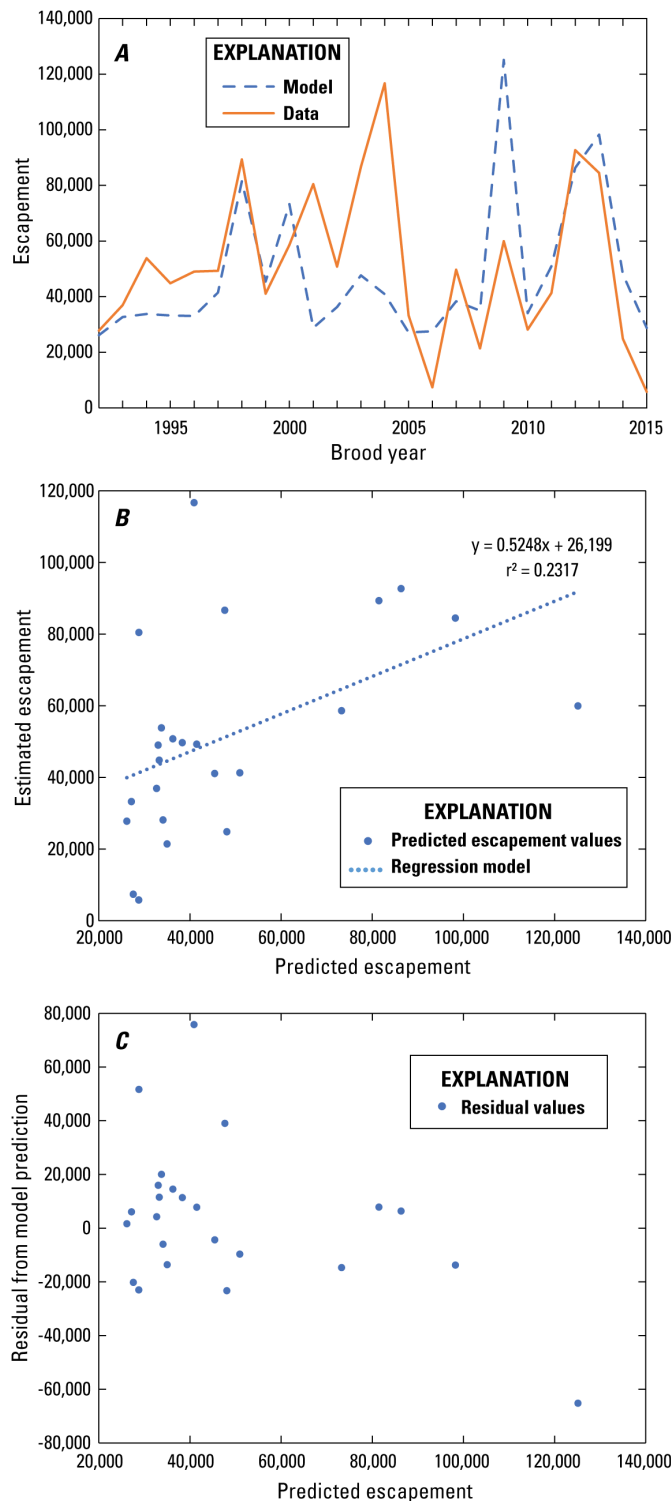 A
EXPLANATION
Model
Data
140,000
120,000
100,000
80,000
60,000
40,000
20,000
0
Escapement
1995
2000
2005
2010
2015
Brood year
B
y = 0.5248x + 26,199
r² = 0.2317
120,000
100,000
80,000
60,000
40,000
20,000
0
Estimated escapement
EXPLANATION
Predicted escapement values
Regression model
20,000
40,000
60,000
80,000
100,000
120,000
140,000
Predicted escapement
C
EXPLANATION
Residual values
80,000
60,000
40,000
20,000
0
-20,000
-40,000
-60,000
-80,000
Residual from model prediction
20,000
40,000
60,000
80,000
100,000
120,000
140,000
Predicted escapement